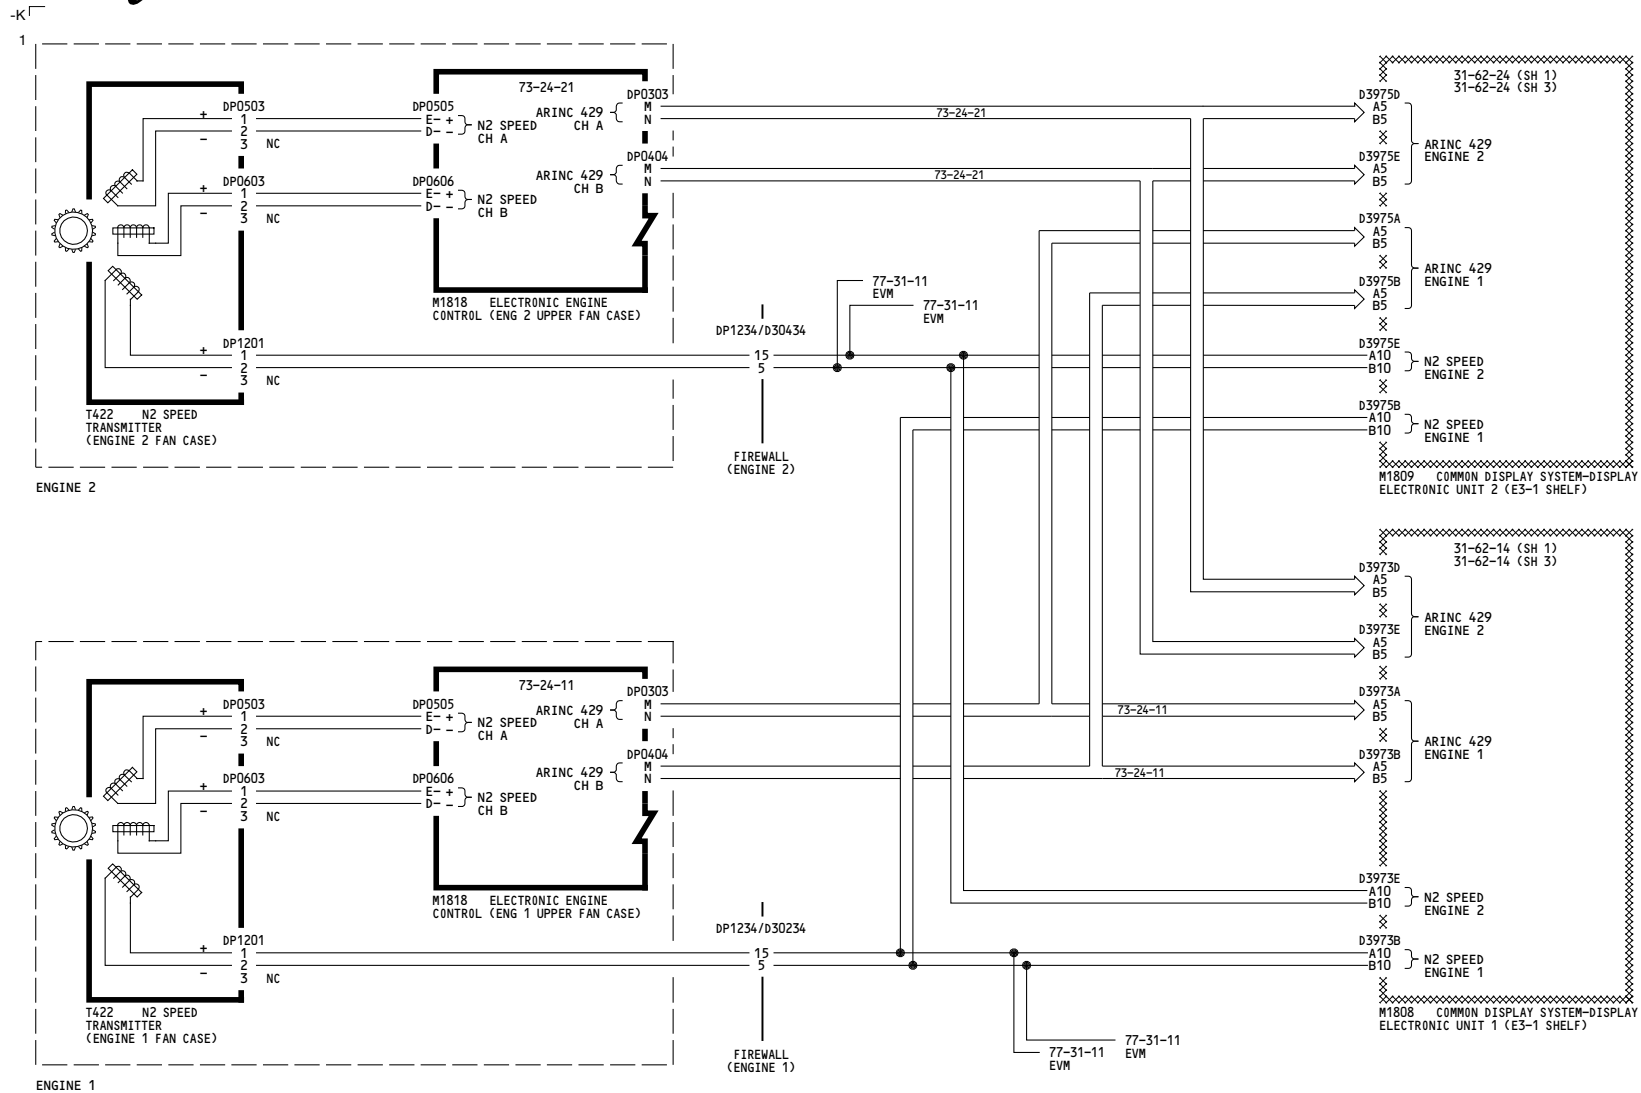 -K
1
73-24-21
DP0503
+ 1
2
− 3 NC
DP0505
E- +
D- −
N2 SPEED
CH A
ARINC 429
CH A
DP0303
M
N
73-24-21
DP0603
+ 1
2
− 3 NC
DP0606
E- +
D- −
N2 SPEED
CH B
ARINC 429
CH B
DP0404
M
N
73-24-21
M1818 ELECTRONIC ENGINE
CONTROL (ENG 2 UPPER FAN CASE)
DP1201
+ 1
2
− 3 NC
T422 N2 SPEED
TRANSMITTER
(ENGINE 2 FAN CASE)
ENGINE 2
DP1234/D30434
15
5
FIREWALL
(ENGINE 2)
77-31-11
EVM
77-31-11
EVM
31-62-24 (SH 1)
31-62-24 (SH 3)
D3975D
A5
B5
D3975E
A5
B5
ARINC 429
ENGINE 2
D3975A
A5
B5
D3975B
A5
B5
ARINC 429
ENGINE 1
D3975E
A10
B10
N2 SPEED
ENGINE 2
D3975B
A10
B10
N2 SPEED
ENGINE 1
M1809 COMMON DISPLAY SYSTEM-DISPLAY
ELECTRONIC UNIT 2 (E3-1 SHELF)
73-24-11
DP0503
+ 1
2
− 3 NC
DP0505
E- +
D- −
N2 SPEED
CH A
ARINC 429
CH A
DP0303
M
N
73-24-11
DP0603
+ 1
2
− 3 NC
DP0606
E- +
D- −
N2 SPEED
CH B
ARINC 429
CH B
DP0404
M
N
73-24-11
M1818 ELECTRONIC ENGINE
CONTROL (ENG 1 UPPER FAN CASE)
DP1201
+ 1
2
− 3 NC
T422 N2 SPEED
TRANSMITTER
(ENGINE 1 FAN CASE)
ENGINE 1
DP1234/D30234
15
5
FIREWALL
(ENGINE 1)
77-31-11
EVM
77-31-11
EVM
31-62-14 (SH 1)
31-62-14 (SH 3)
D3973D
A5
B5
D3973E
A5
B5
ARINC 429
ENGINE 2
D3973A
A5
B5
D3973B
A5
B5
ARINC 429
ENGINE 1
D3973E
A10
B10
N2 SPEED
ENGINE 2
D3973B
A10
B10
N2 SPEED
ENGINE 1
M1808 COMMON DISPLAY SYSTEM-DISPLAY
ELECTRONIC UNIT 1 (E3-1 SHELF)